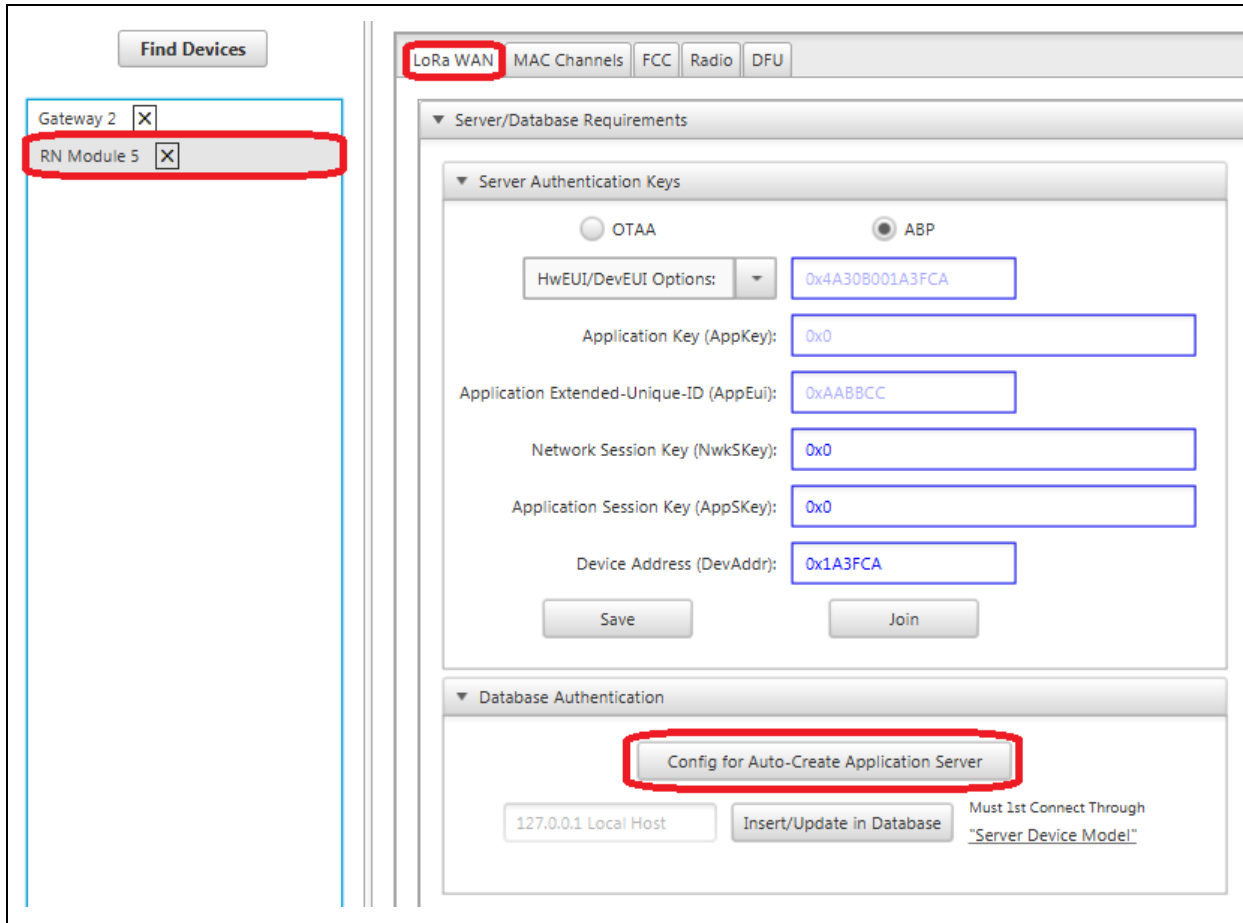 Find Devices
Gateway 2
RN Module 5
LoRa WAN MAC Channels FCC Radio DFU
Server/Database Requirements
Server Authentication Keys
OTAA ABP
HwEUI/DevEUI Options: 0x4A30B001A3FCA
Application Key (AppKey): 0x0
Application Extended-Unique-ID (AppEui): 0xAABBCC
Network Session Key (NwkSKey): 0x0
Application Session Key (AppSKey): 0x0
Device Address (DevAddr): 0x1A3FCA
Save Join
Database Authentication
Config for Auto-Create Application Server
127.0.0.1 Local Host Insert/Update in Database Must 1st Connect Through
"Server Device Model"